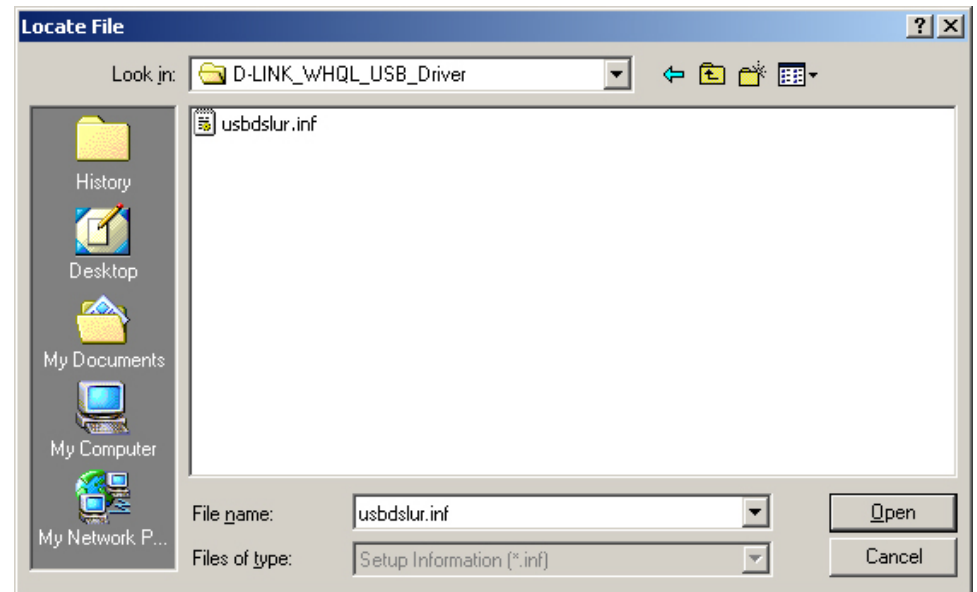 Locate File
Look in: D-LINK_WHQL_USB_Driver
usbdslur.inf
History
Desktop
My Documents
My Computer
My Network P...
File name: usbdslur.inf Open
Files of type: Setup Information (*.inf) Cancel